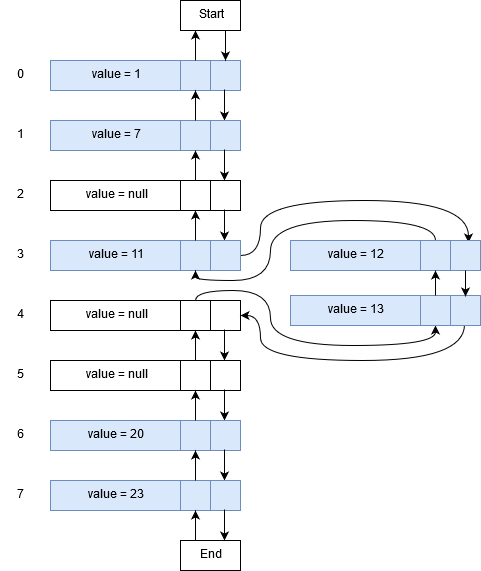 Start
0
value = 1
1
value = 7
2
value = null
3
value = 11
value = 12
4
value = null
value = 13
5
value = null
6
value = 20
7
value = 23
End